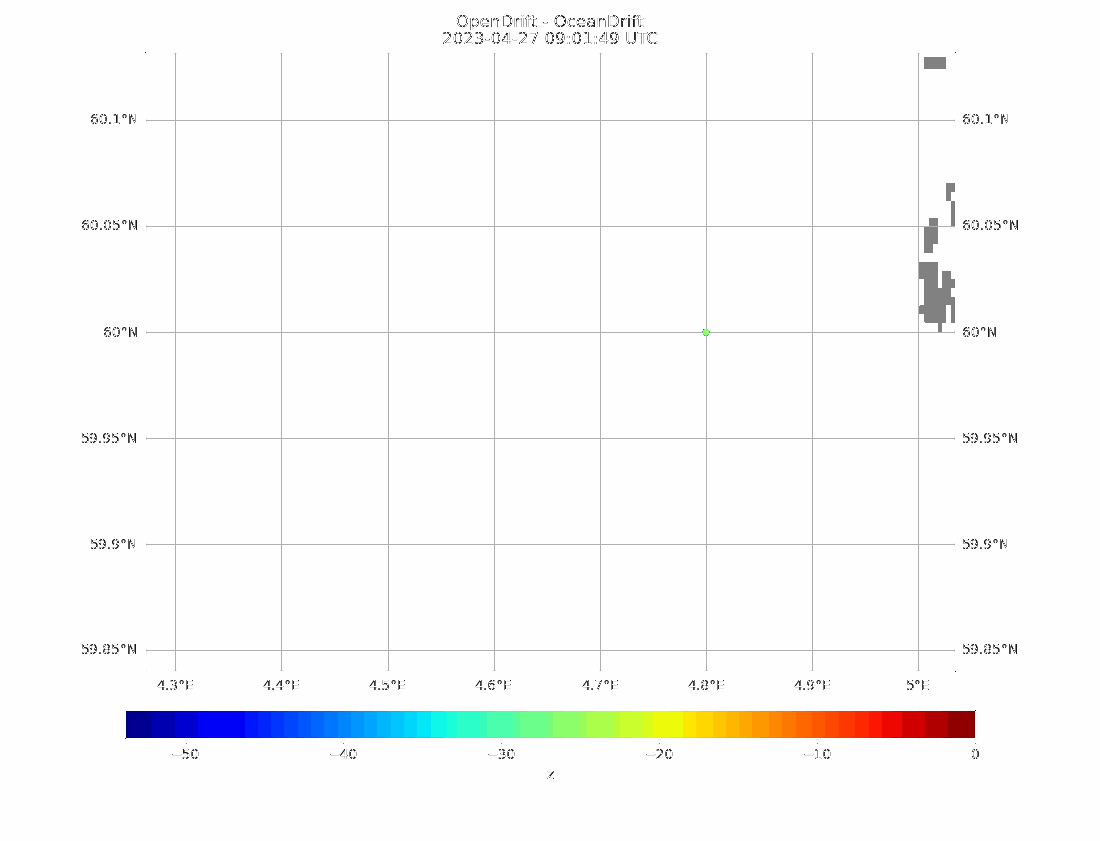 OpenDrift - OceanDrift
2023-04-27 09:01:49 UTC
60.1°N 60.1°N
60.05°N 60.05°N
60°N 60°N
59.95°N 59.95°N
59.9°N 59.9°N
59.85°N 59.85°N
4.3°E 4.4°E 4.5°E 4.6°E 4.7°E 4.8°E 4.9°E 5°E
−50 −40 −30 −20 −10 0
z